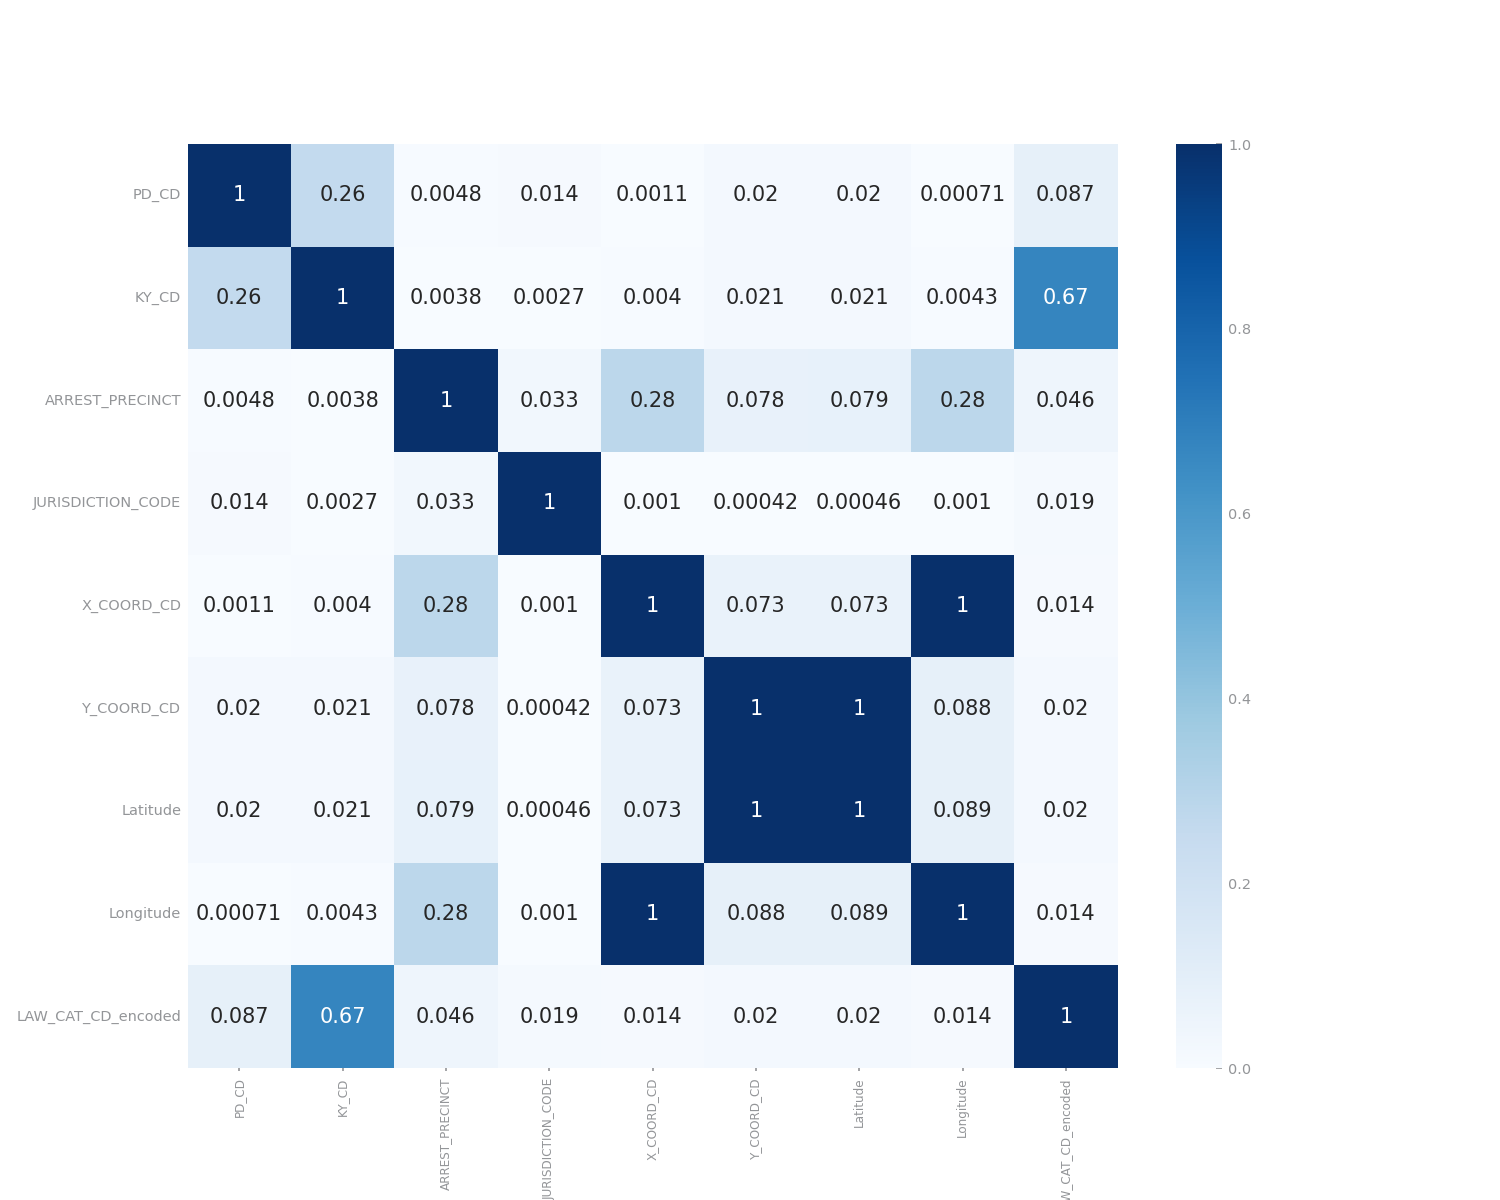 1.0
PD_CD 1 0.26 0.0048 0.014 0.0011 0.02 0.02 0.00071 0.087
KY_CD 0.26 1 0.0038 0.0027 0.004 0.021 0.021 0.0043 0.67
0.8
ARREST_PRECINCT 0.0048 0.0038 1 0.033 0.28 0.078 0.079 0.28 0.046
JURISDICTION_CODE 0.014 0.0027 0.033 1 0.001 0.00042 0.00046 0.001 0.019
0.6
X_COORD_CD 0.0011 0.004 0.28 0.001 1 0.073 0.073 1 0.014
0.4
Y_COORD_CD 0.02 0.021 0.078 0.00042 0.073 1 1 0.088 0.02
Latitude 0.02 0.021 0.079 0.00046 0.073 1 1 0.089 0.02
0.2
Longitude 0.00071 0.0043 0.28 0.001 1 0.088 0.089 1 0.014
LAW_CAT_CD_encoded 0.087 0.67 0.046 0.019 0.014 0.02 0.02 0.014 1
0.0
PD_CD
KY_CD
ARREST_PRECINCT
JURISDICTION_CODE
X_COORD_CD
Y_COORD_CD
Latitude
Longitude
W_CAT_CD_encoded